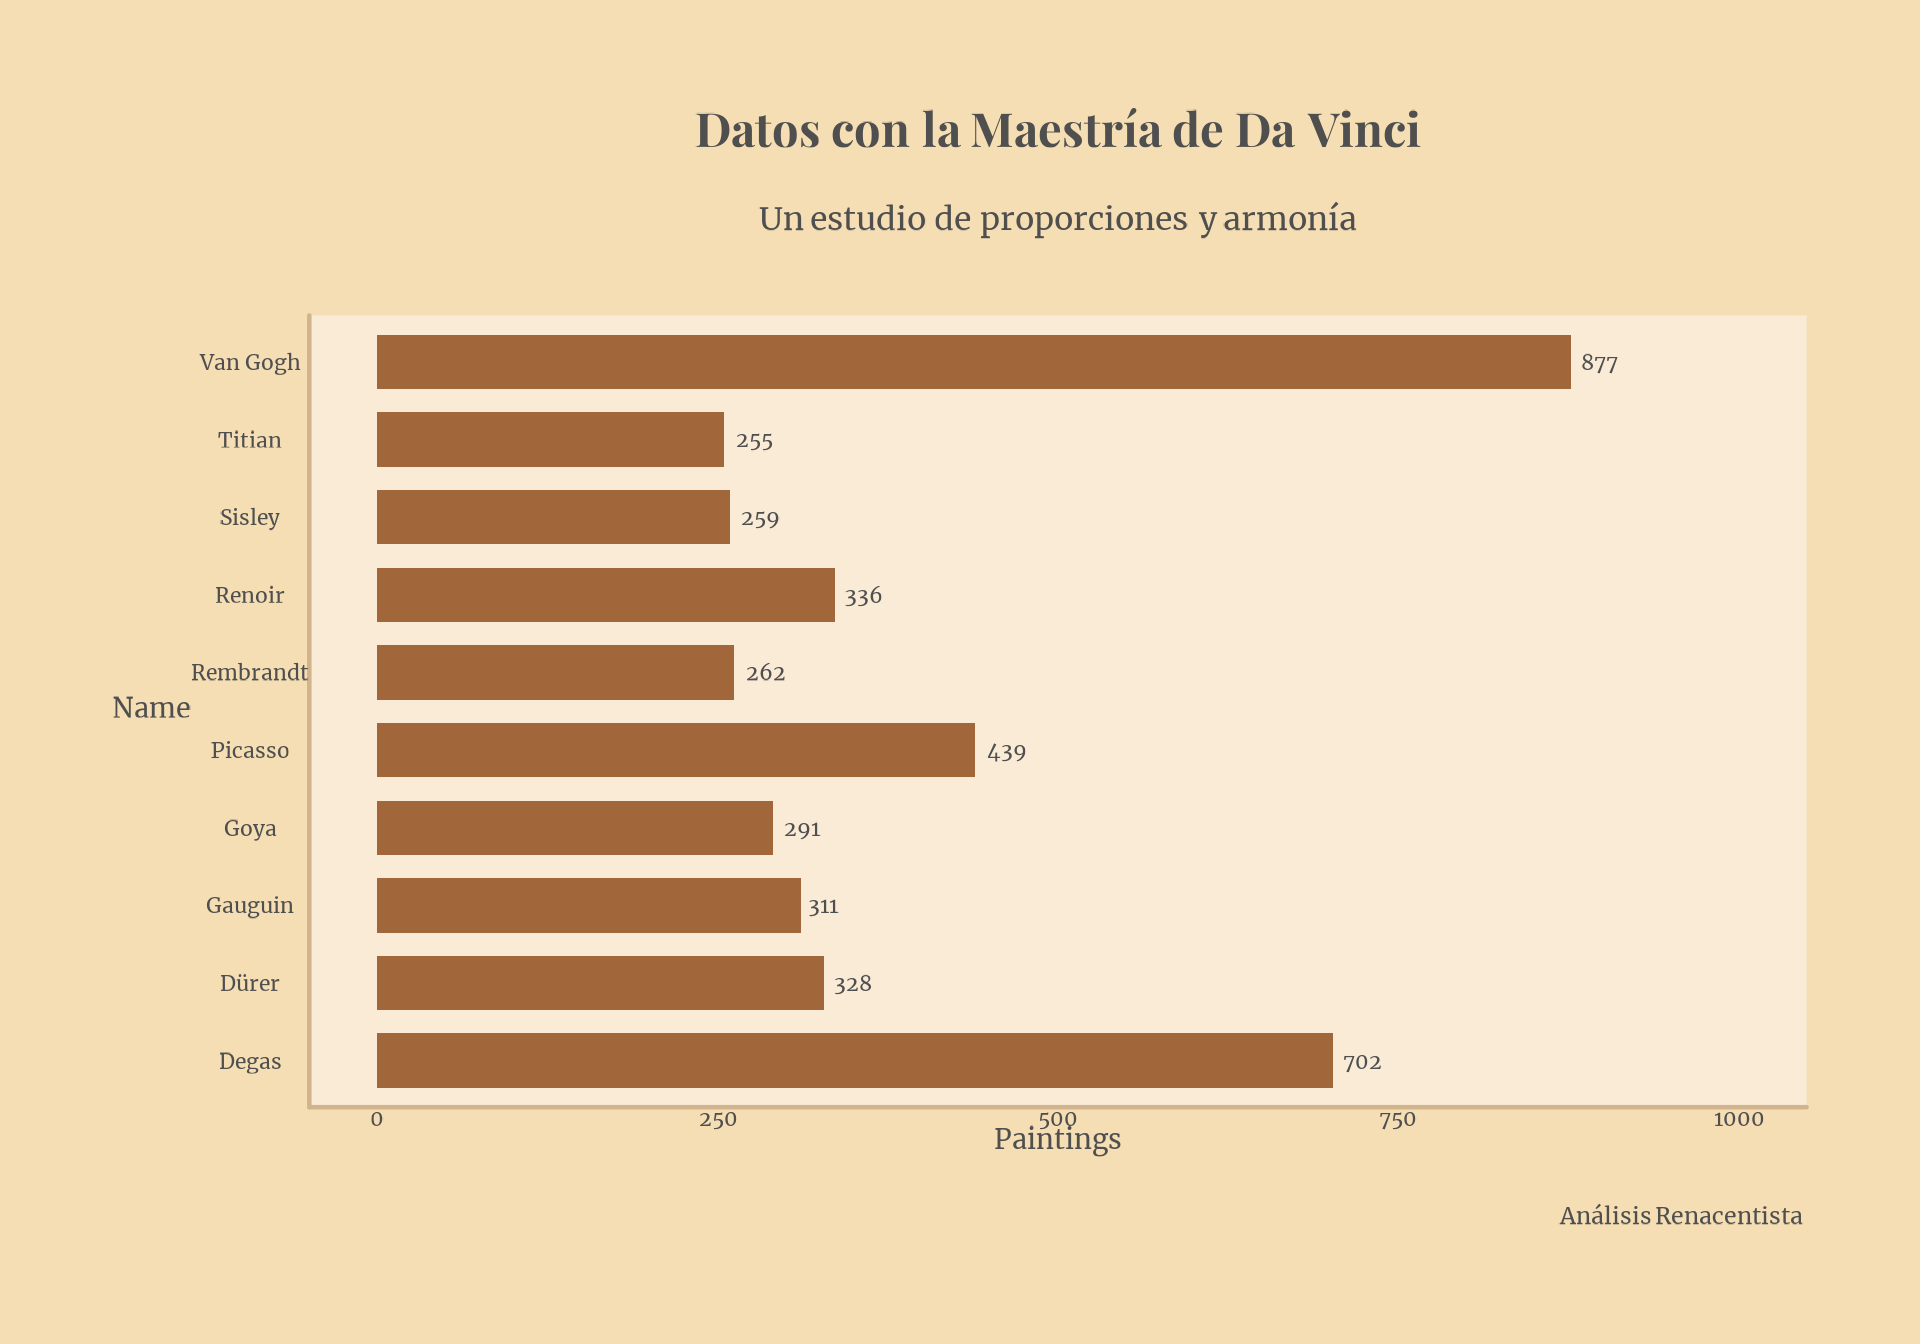 Datos con la Maestría de Da Vinci
Un estudio de proporciones y armonía
Van Gogh 877
Titian 255
Sisley 259
Renoir 336
Rembrandt 262
Name
Picasso 439
Goya 291
Gauguin 311
Dürer 328
Degas 702
0 250 500 750 1000
Paintings
Análisis Renacentista